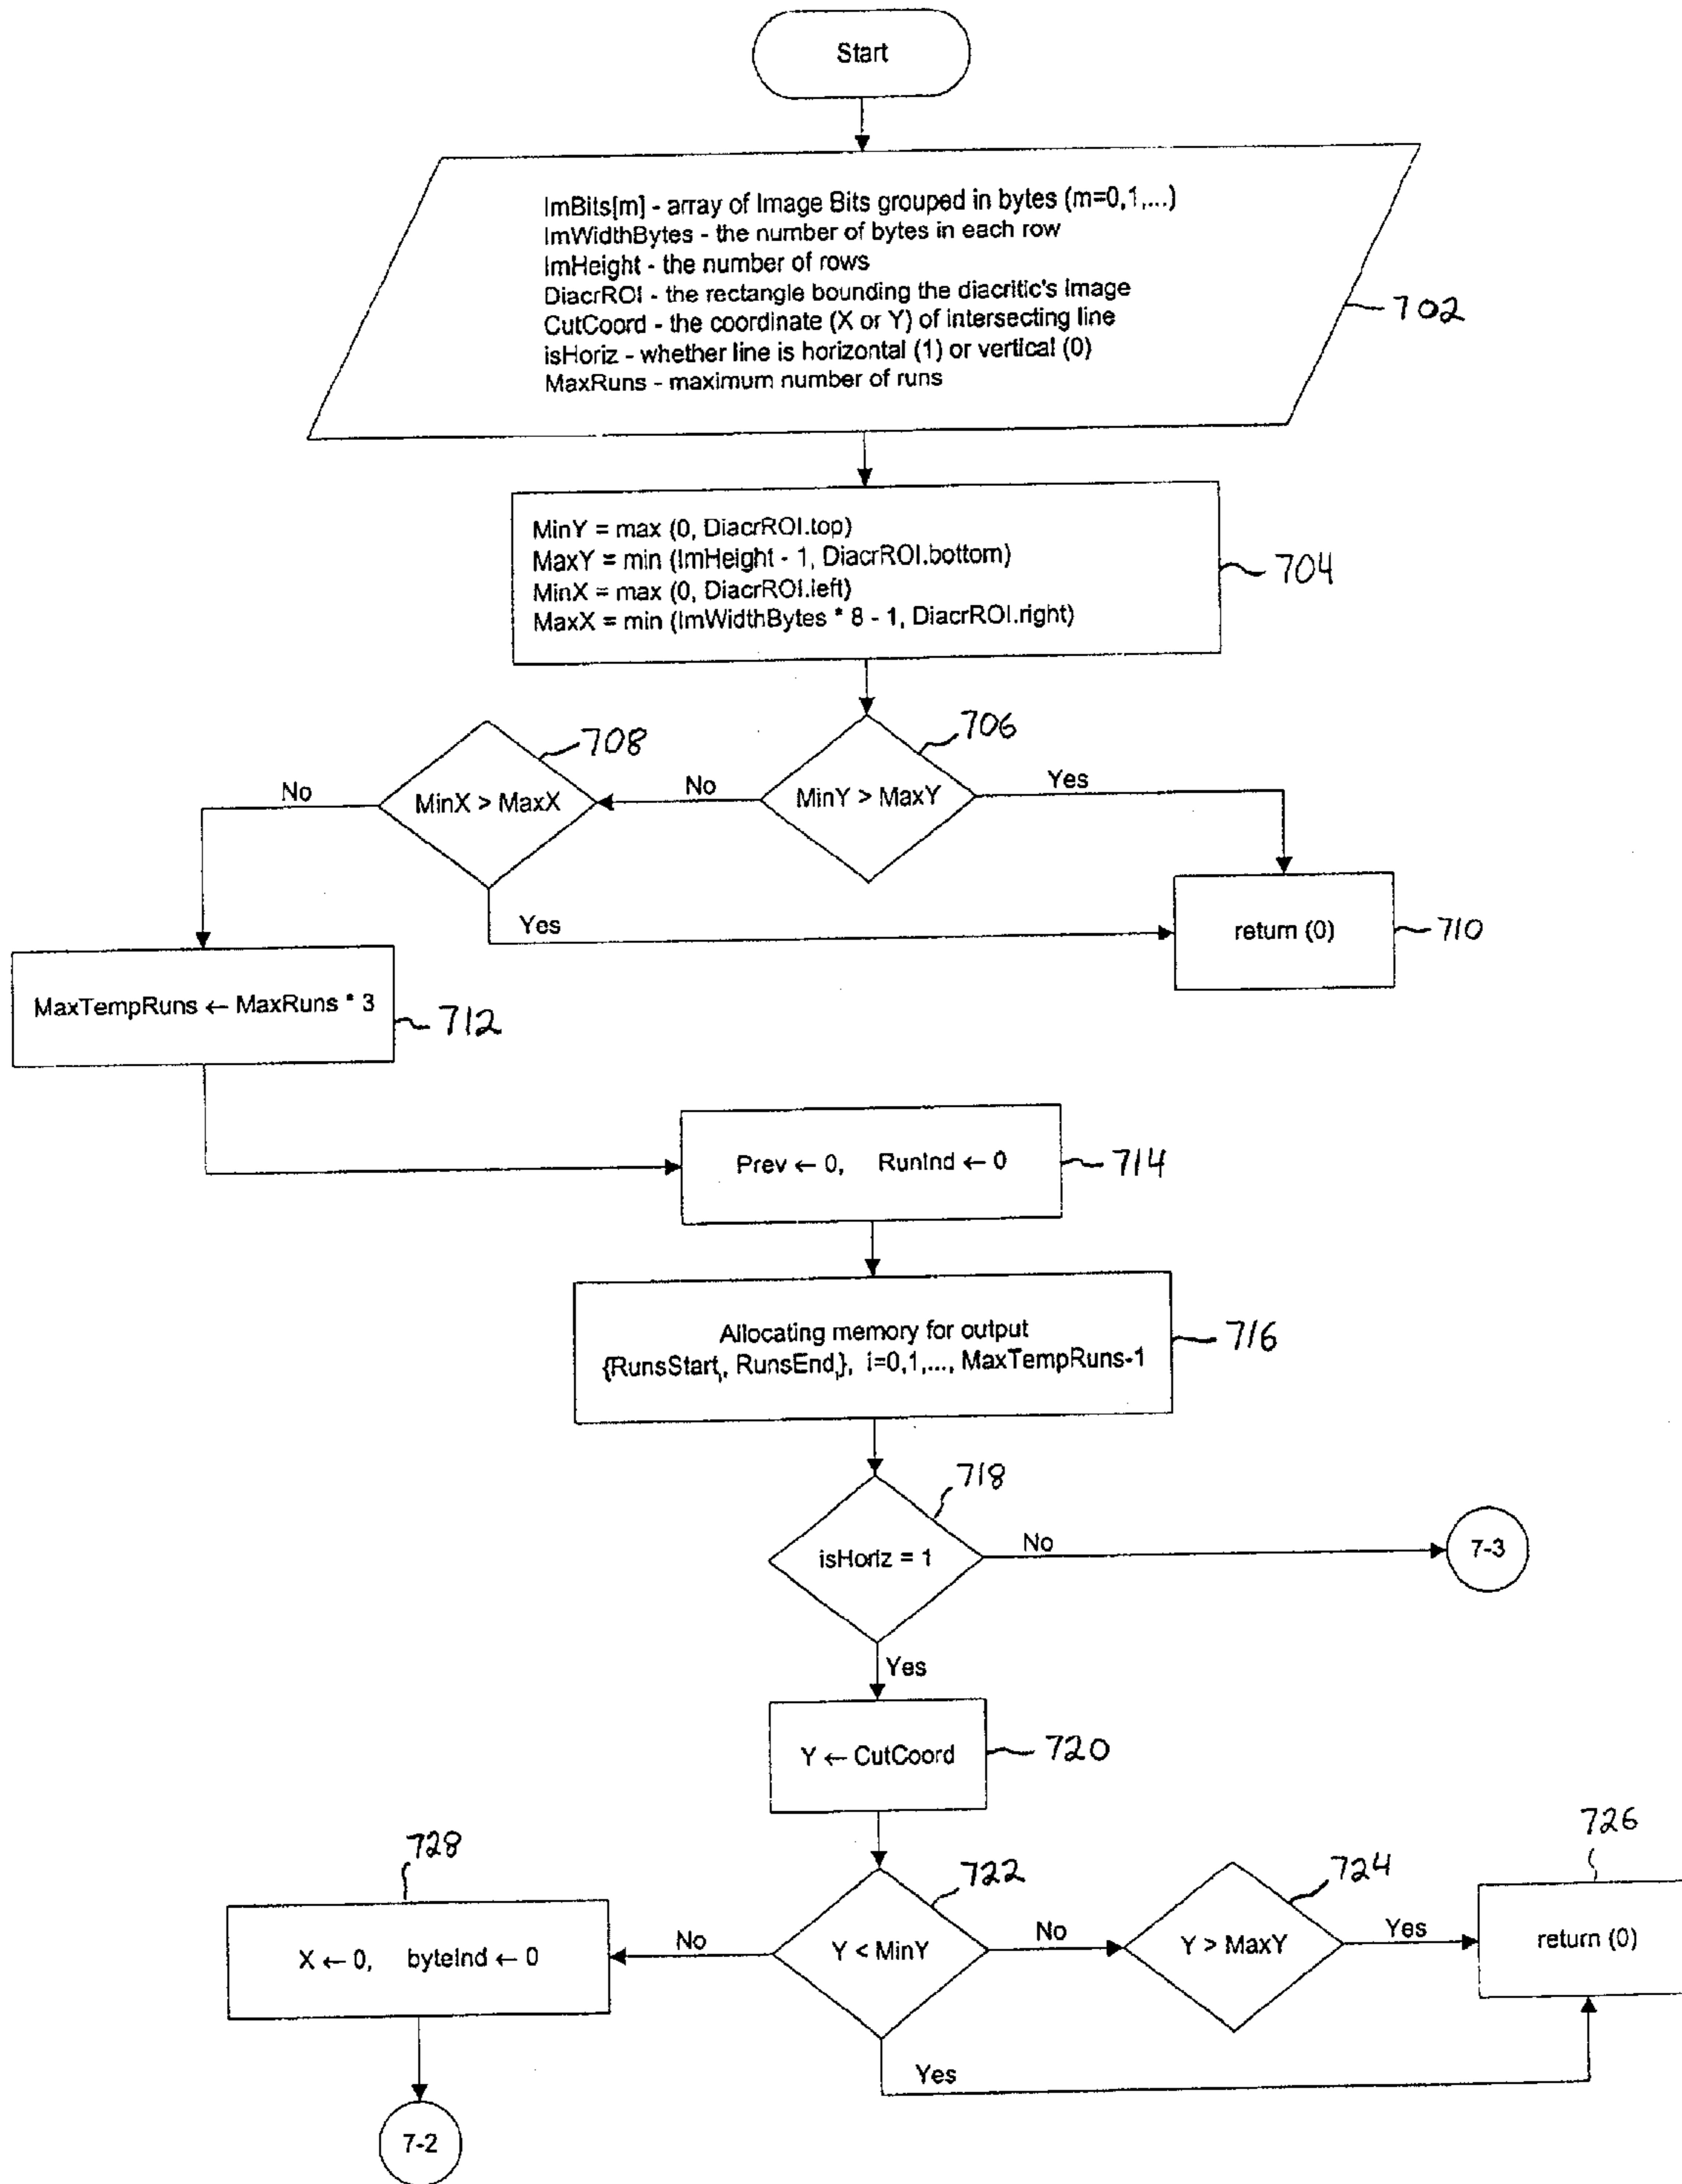 Start
ImBits[m] - array of Image Bits grouped in bytes (m=0,1,...)
ImWidthBytes - the number of bytes in each row
ImHeight - the number of rows
DiacrROI - the rectangle bounding the diacritic's image
CutCoord - the coordinate (X or Y) of intersecting line
isHoriz - whether line is horizontal (1) or vertical (0)
MaxRuns - maximum number of runs
702
MinY = max (0, DiacrROI.top)
MaxY = min (ImHeight - 1, DiacrROI.bottom)
MinX = max (0, DiacrROI.left)
MaxX = min (ImWidthBytes * 8 - 1, DiacrROI.right)
704
706
708
No
MinX > MaxX
No
MinY > MaxY
Yes
Yes
return (0)
710
MaxTempRuns ← MaxRuns * 3
712
Prev ← 0, RunInd ← 0
714
Allocating memory for output
{RunsStartᵢ, RunsEndᵢ}, i=0,1,..., MaxTempRuns-1
716
718
isHoriz = 1
No
7-3
Yes
Y ← CutCoord
720
728
722
724
726
X ← 0, byteInd ← 0
No
Y < MinY
No
Y > MaxY
Yes
return (0)
Yes
7-2